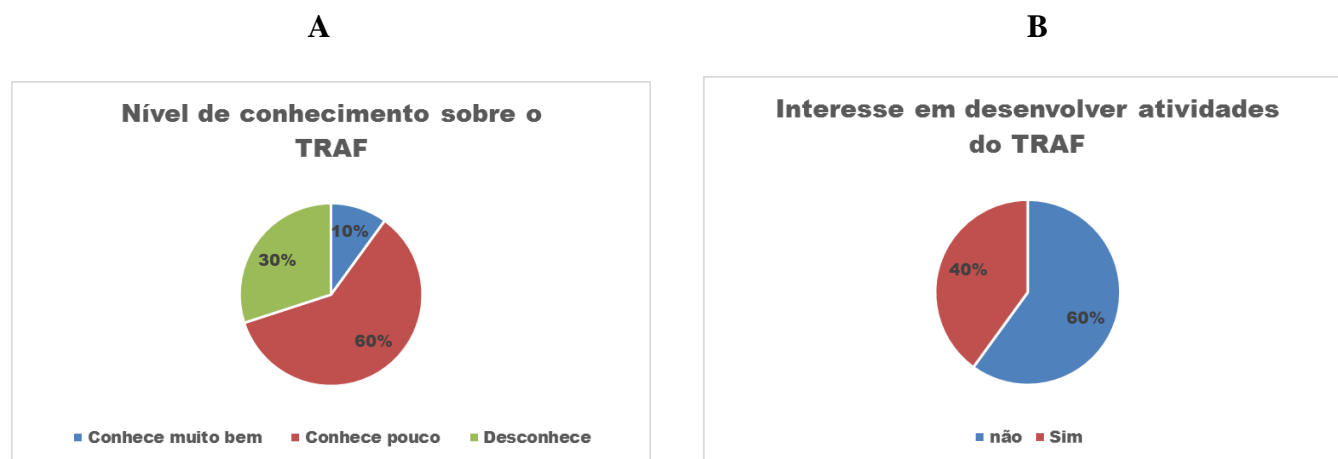 A
Nível de conhecimento sobre o
TRAF
10%
30%
60%
Conhece muito bem Conhece pouco Desconhece
B
Interesse em desenvolver atividades
do TRAF
40%
60%
não Sim